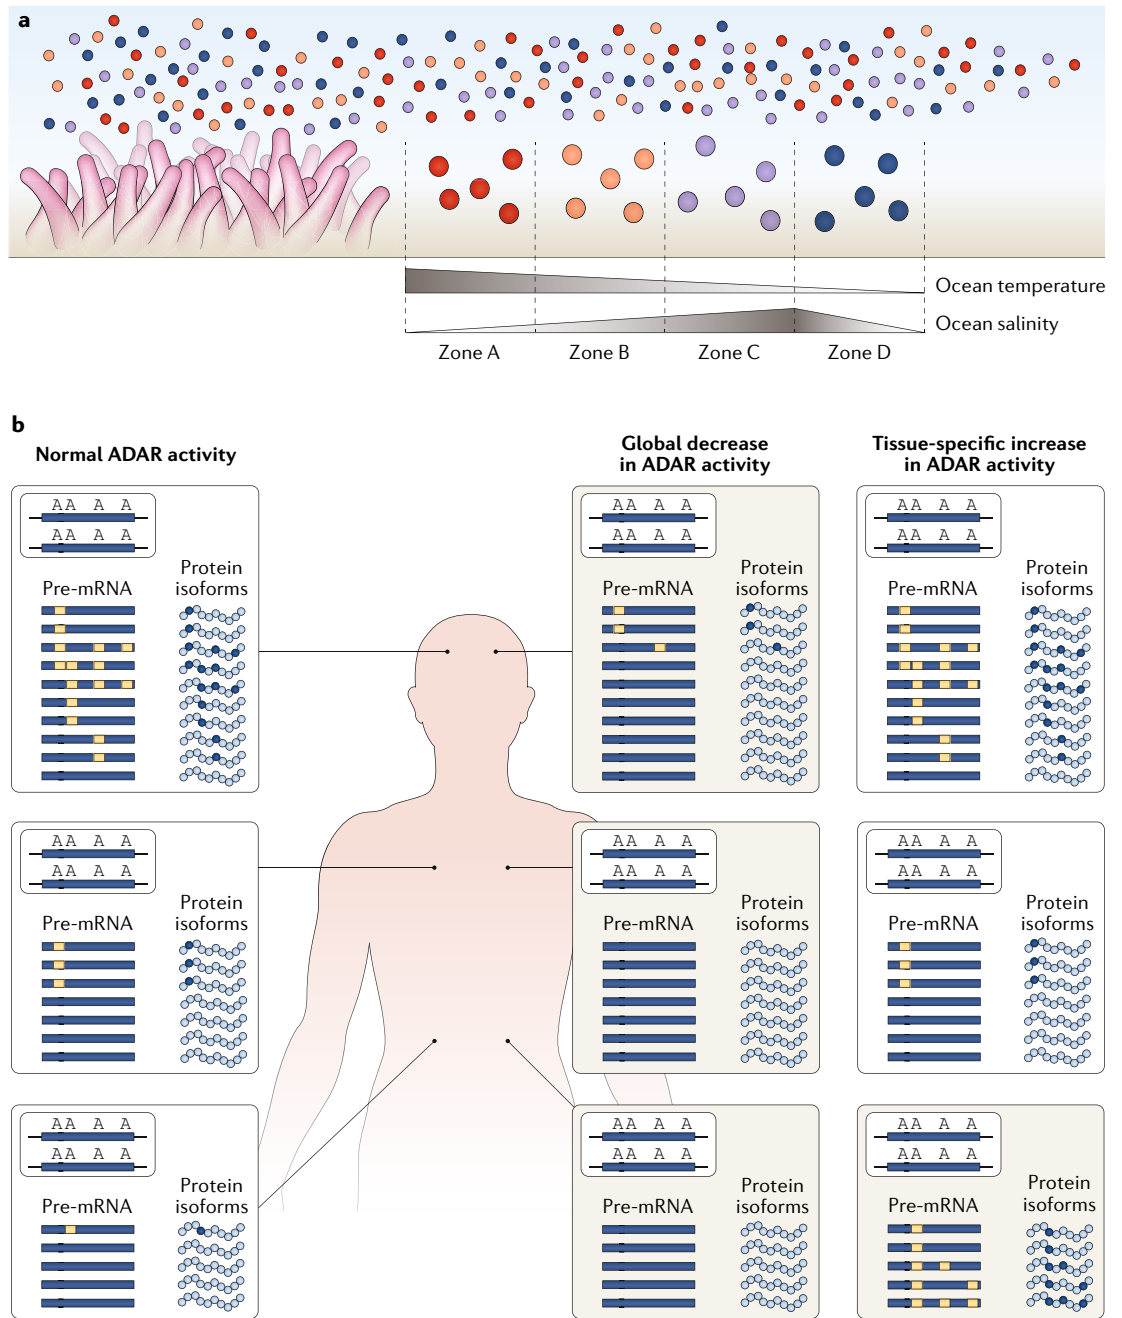 a
Ocean temperature
Ocean salinity
Zone A
Zone B
Zone C
Zone D
b
Normal ADAR activity
Global decrease
in ADAR activity
Tissue-specific increase
in ADAR activity
AA A A
AA A A
Pre-mRNA
Protein
isoforms
AA A A
AA A A
Pre-mRNA
Protein
isoforms
AA A A
AA A A
Pre-mRNA
Protein
isoforms
AA A A
AA A A
Pre-mRNA
Protein
isoforms
AA A A
AA A A
Pre-mRNA
Protein
isoforms
AA A A
AA A A
Pre-mRNA
Protein
isoforms
AA A A
AA A A
Pre-mRNA
Protein
isoforms
AA A A
AA A A
Pre-mRNA
Protein
isoforms
AA A A
AA A A
Pre-mRNA
Protein
isoforms